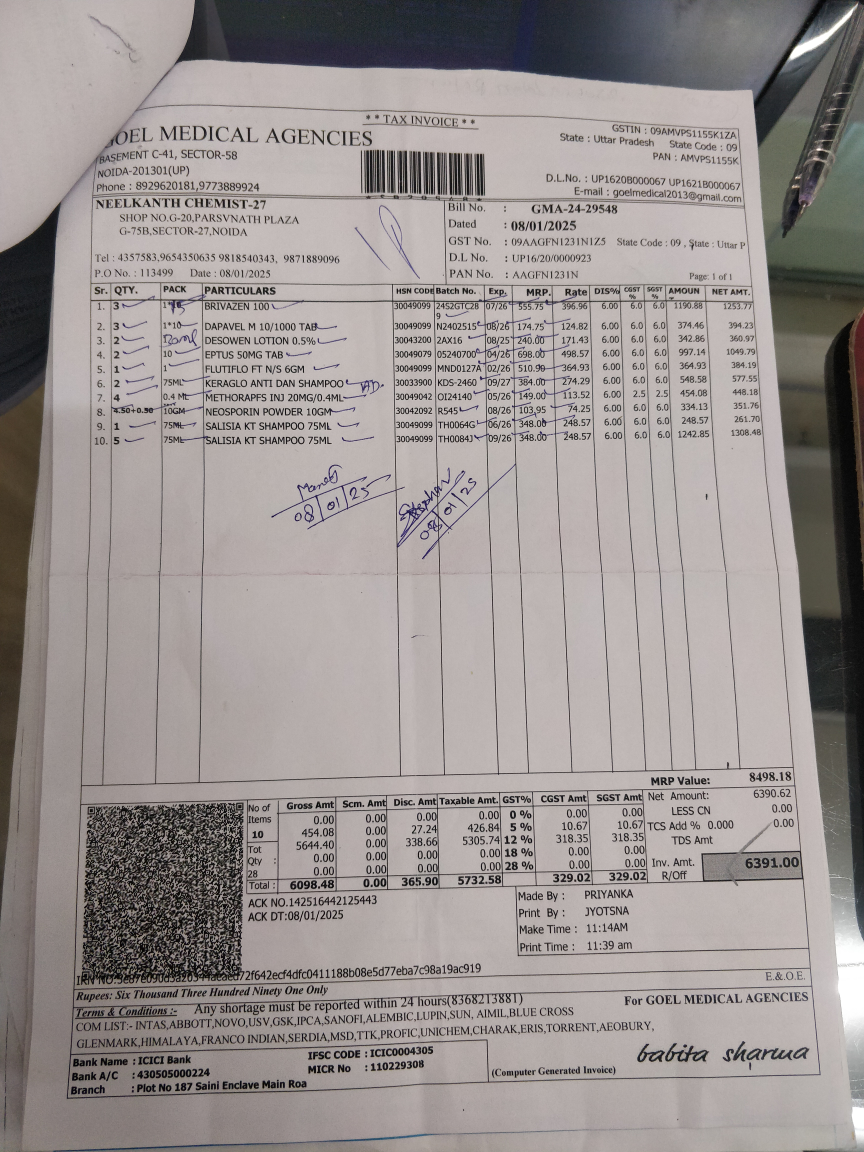 * * TAX INVOICE * *
GOEL MEDICAL AGENCIES
BASEMENT C-41, SECTOR-58
NOIDA-201301(UP)
Phone : 8929620181,9773889924
GSTIN : 09AMVPS1155K1ZA
State : Uttar Pradesh State Code : 09
PAN : AMVPS1155K
D.L.No. : UP1620B000067 UP1621B000067
E-mail : goelmedical2013@gmail.com
NEELKANTH CHEMIST-27
SHOP NO.G-20,PARSVNATH PLAZA
G-75B,SECTOR-27,NOIDA
Tel : 4357583,9654350635 9818540343, 9871889096
P.O No. : 113499 Date : 08/01/2025
Bill No. : GMA-24-29548
Dated : 08/01/2025
GST No. : 09AAGFN1231N1Z5 State Code : 09 , State : Uttar P
D.L No. : UP16/20/0000923
PAN No. : AAGFN1231N
Page: 1 of 1
Sr. QTY. PACK PARTICULARS HSN CODE Batch No. Exp. MRP. Rate DIS% CGST % SGST % AMOUN T NET AMT.
1. 3 BRIVAZEN 100 30049099 2452GTC28 9 07/26 555.75 396.96 6.00 6.0 6.0 1190.88 1253.77
2. 3 1*10 DAPAVEL M 10/1000 TAB 30049099 N2402515 08/26 174.75 124.82 6.00 6.0 6.0 374.46 394.23
3. 2 DESOWEN LOTION 0.5% 30043200 2AX16 08/25 240.00 171.43 6.00 6.0 6.0 342.86 360.97
4. 2 10 EPTUS 50MG TAB 30049079 05240700 04/26 698.00 498.57 6.00 6.0 6.0 997.14 1049.79
5. 1 1 FLUTIFLO FT N/S 6GM 30049099 MND0127A 02/26 510.90 364.93 6.00 6.0 6.0 364.93 384.19
6. 2 75ML KERAGLO ANTI DAN SHAMPOO 30033900 KDS-2460 09/27 384.00 274.29 6.00 6.0 6.0 548.58 577.55
7. 4 0.4 ML METHORAPFS INJ 20MG/0.4ML 30049042 OI24140 05/26 149.00 113.52 6.00 2.5 2.5 454.08 448.18
8. 4.50+0.50 10GM NEOSPORIN POWDER 10GM 30042092 R545 08/26 103.95 74.25 6.00 6.0 6.0 334.13 351.76
9. 1 75ML SALISIA KT SHAMPOO 75ML 30049099 TH0064G 06/26 348.00 248.57 6.00 6.0 6.0 248.57 261.70
10. 5 75ML SALISIA KT SHAMPOO 75ML 30049099 TH0084J 09/26 348.00 248.57 6.00 6.0 6.0 1242.85 1308.48
08/01/25
08/01/25
MRP Value: 8498.18
No of Items 10 Tot Qty : 28
Gross Amt Scm. Amt Disc. Amt Taxable Amt. GST% CGST Amt SGST Amt
0.00 0.00 0.00 0.00 0 % 0.00 0.00
454.08 0.00 27.24 426.84 5 % 10.67 10.67
5644.40 0.00 338.66 5305.74 12 % 318.35 318.35
0.00 0.00 0.00 0.00 18 % 0.00 0.00
0.00 0.00 0.00 0.00 28 % 0.00 0.00
Total : 6098.48 0.00 365.90 5732.58 329.02 329.02
Net Amount: 6390.62
LESS CN 0.00
TCS Add % 0.000 0.00
TDS Amt
Inv. Amt. 6391.00
R/Off
ACK NO.142516442125443
ACK DT:08/01/2025
Made By : PRIYANKA
Print By : JYOTSNA
Make Time : 11:14AM
Print Time : 11:39 am
E.& O.E.
Rupees: Six Thousand Three Hundred Ninety One Only
Terms & Conditions :- Any shortage must be reported within 24 hours(8368213881)
For GOEL MEDICAL AGENCIES
COM LIST:- INTAS,ABBOTT,NOVO,USV,GSK,IPCA,SANOFI,ALEMBIC,LUPIN,SUN, AIMIL,BLUE CROSS
GLENMARK,HIMALAYA,FRANCO INDIAN,SERDIA,MSD,TTK,PROFIC,UNICHEM,CHARAK,ERIS,TORRENT,AEOBURY,
Bank Name : ICICI Bank IFSC CODE : ICIC0004305
Bank A/C : 430505000224 MICR No : 110229308
Branch : Plot No 187 Saini Enclave Main Roa
(Computer Generated Invoice)
babita sharma